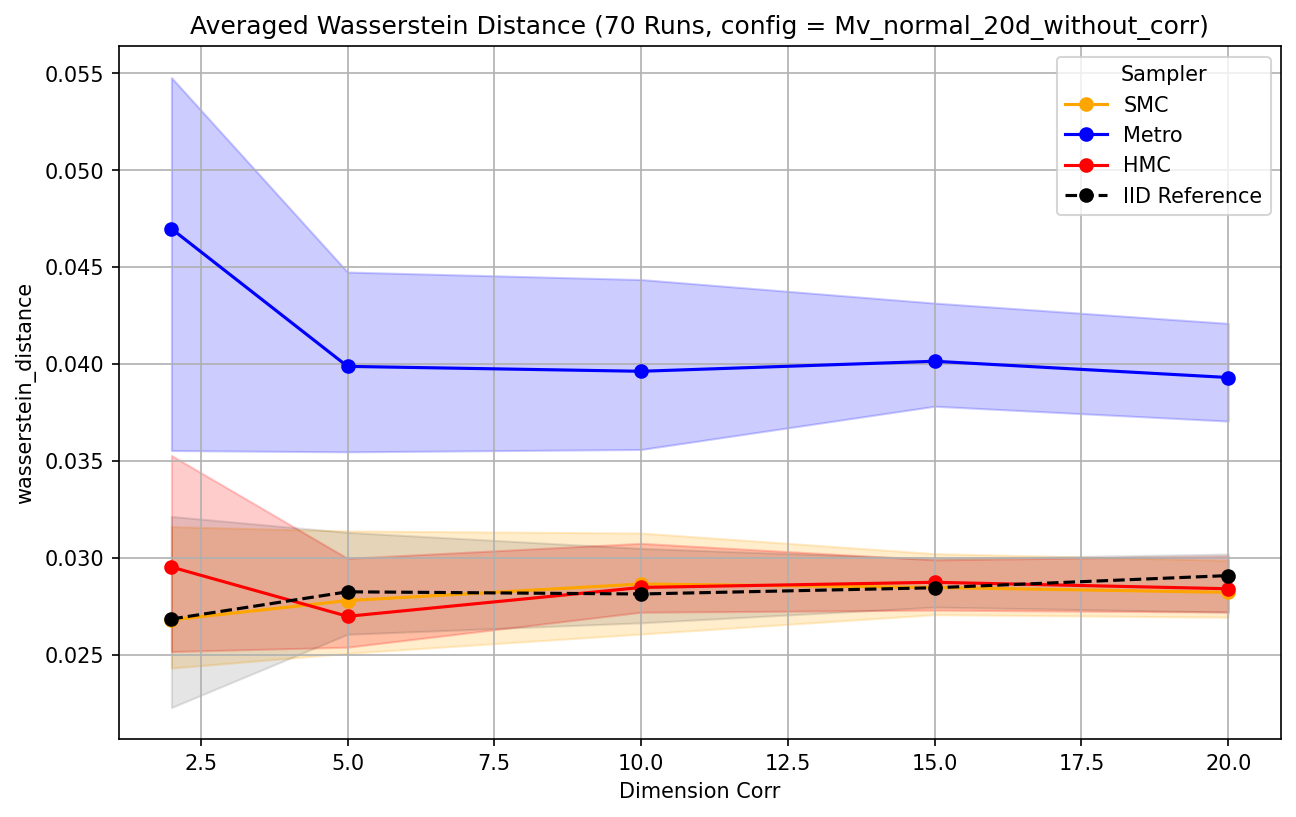 Averaged Wasserstein Distance (70 Runs, config = Mv_normal_20d_without_corr)
wasserstein_distance
0.055
0.050
0.045
0.040
0.035
0.030
0.025
Sampler
SMC
Metro
HMC
IID Reference
2.5
5.0
7.5
10.0
12.5
15.0
17.5
20.0
Dimension Corr